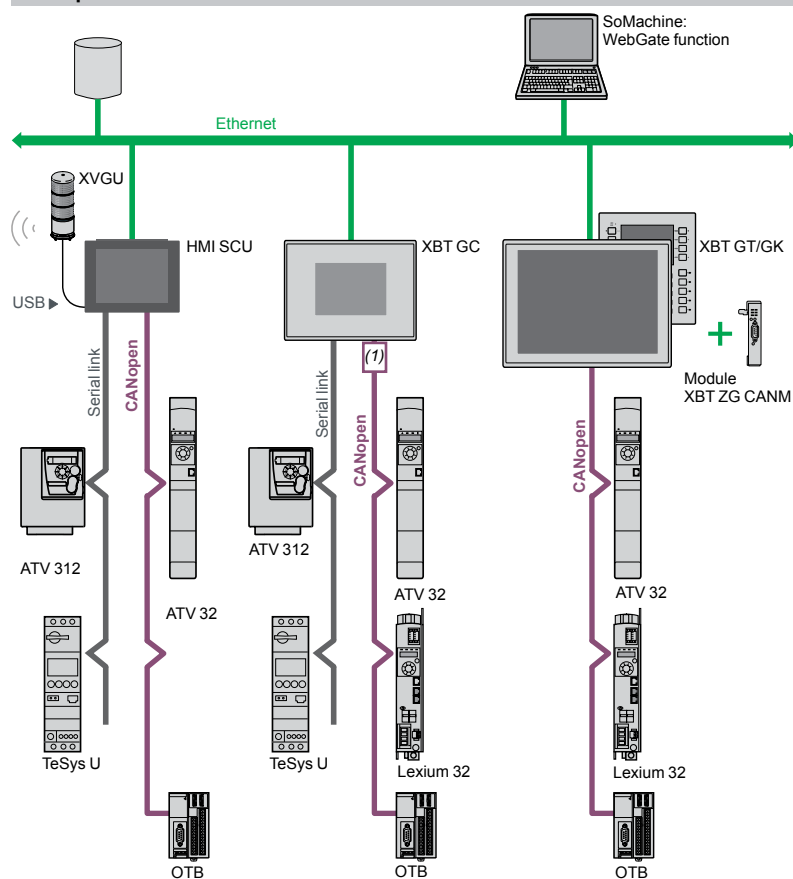 SoMachine:
WebGate function
Ethernet
XVGU
HMI SCU
XBT GC
XBT GT/GK
USB
(1)
Module
XBT ZG CANM
Serial link
CANopen
Serial link
CANopen
CANopen
ATV 312
ATV 32
ATV 312
ATV 32
ATV 32
TeSys U
TeSys U
Lexium 32
Lexium 32
OTB
OTB
OTB